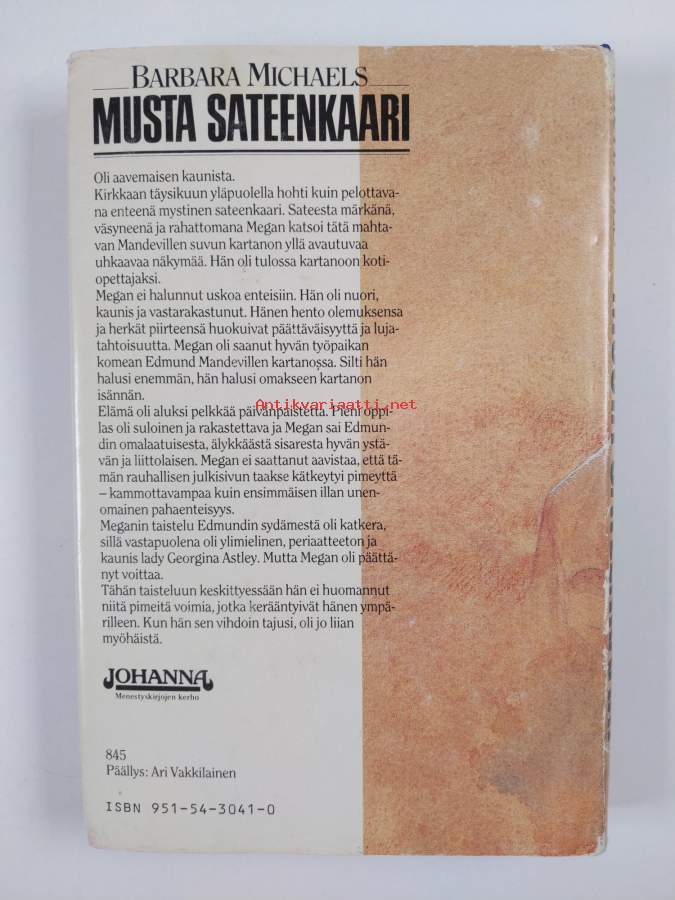 BARBARA MICHAELS
MUSTA SATEENKAARI
Oli aavemaisen kaunista.
Kirkkaan täysikuun yläpuolella hohti kuin pelottava-
na enteenä mystinen sateenkaari. Sateesta märkänä,
väsyneenä ja rahattomana Megan katsoi tätä mahta-
van Mandevillen suvun kartanon yllä avautuvaa
uhkaavaa näkymää. Hän oli tulossa kartanoon koti-
opettajaksi.
Megan ei halunnut uskoa enteisiin. Hän oli nuori,
kaunis ja vastarakastunut. Hänen hento olemuksensa
ja herkät piirteensä huokuivat päättäväisyyttä ja luja-
tahtoisuutta. Megan oli saanut hyvän työpaikan
komean Edmund Mandevillen kartanossa. Silti hän
halusi enemmän, hän halusi omakseen kartanon
isännän.
Antikvariaatti.net
Elämä oli aluksi pelkkää päivänpaistetta. Pieni oppi-
las oli suloinen ja rakastettava ja Megan sai Edmun-
din omalaatuisesta, älykkäästä sisaresta hyvän ystä-
vän ja liittolaisen. Megan ei saattanut aavistaa, että tä-
män rauhallisen julkisivun taakse kätkeytyi pimeyttä
– kammottavampaa kuin ensimmäisen illan unen-
omainen pahaenteisyys.
Meganin taistelu Edmundin sydämestä oli katkera,
sillä vastapuolena oli ylimielinen, periaatteeton ja
kaunis lady Georgina Astley. Mutta Megan oli päättä-
nyt voittaa.
Tähän taisteluun keskittyessään hän ei huomannut
niitä pimeitä voimia, jotka kerääntyivät hänen ympä-
rilleen. Kun hän sen vihdoin tajusi, oli jo liian
myöhäistä.
JOHANNA
Menestyskirjojen kerho
845
Päällys: Ari Vakkilainen
ISBN 951-54-3041-0